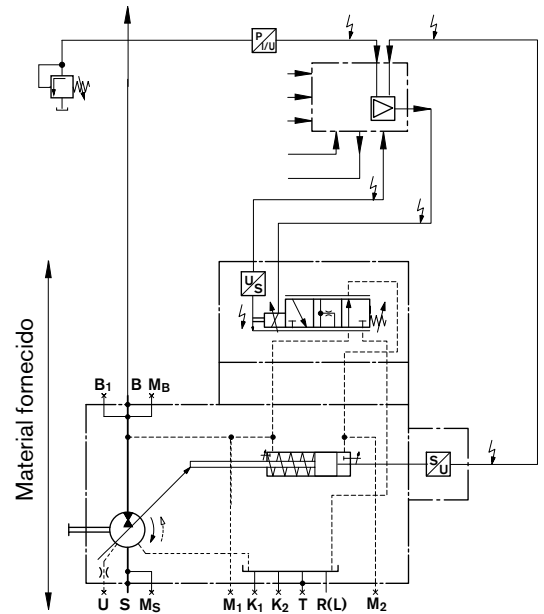 P
I/U
U
S
Material fornecido
B1 B MB
S
U
U S MS M1 K1 K2 T R(L) M2